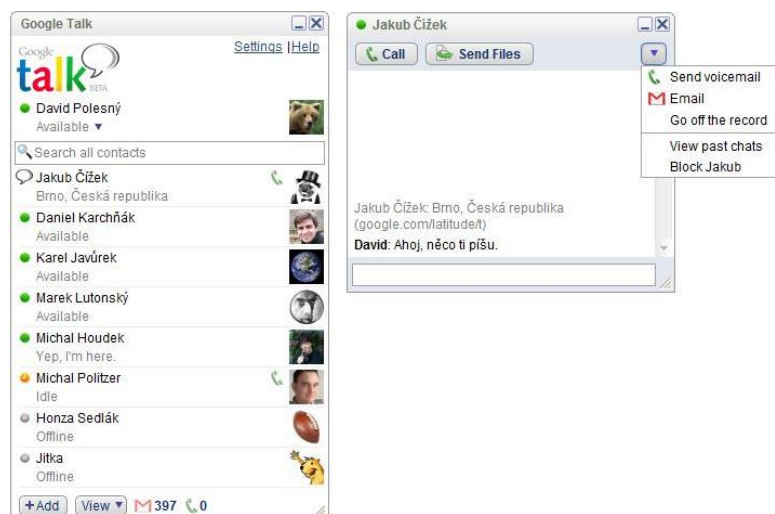 Google Talk
Settings | Help
Google
talk
BETA
David Polesný
Available
Search all contacts
Jakub Čížek
Brno, Česká republika
Daniel Karchňák
Available
Karel Javůrek
Available
Marek Lutonský
Available
Michal Houdek
Yep, I'm here.
Michal Politzer
Idle
Honza Sedlák
Offline
Jitka
Offline
+Add View 397 0
Jakub Čížek
Call Send Files
Send voicemail
Email
Go off the record
View past chats
Block Jakub
Jakub Čížek: Brno, Česká republika
(google.com/latitude/t)
David: Ahoj, něco ti píšu.